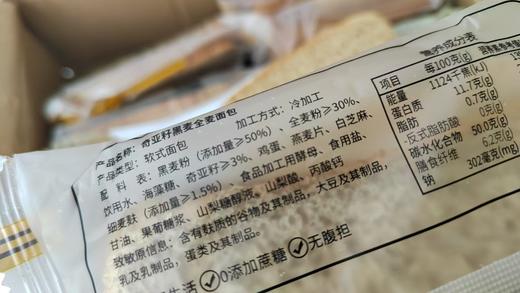 产品名称：奇亚籽黑麦全麦面包
产品类型：软式面包 加工方式：冷加工
配料表：黑麦粉（添加量≥50%）、全麦粉≥30%、
饮用水、海藻糖、奇亚籽≥3%、鸡蛋、燕麦片、白芝麻、
细麦麸（添加量≥1.5%）、食品加工用酵母、食用盐、
甘油、果葡糖浆、山梨糖醇液、山梨酸、丙酸钙
致敏原信息：含有麸质的谷物及其制品，大豆及其制品，
乳及乳制品，蛋类及其制品。
生活 0添加蔗糖 无腹担
营养成分表
项目 每100克(g)
能量 1124千焦(kJ)
蛋白质 11.7克(g)
脂肪 0.7克(g)
-反式脂肪酸 0克(g)
碳水化合物 50.0克(g)
膳食纤维 6.2克(g)
钠 302毫克(mg)